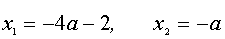 x₁ = −4a − 2,    x₂ = −a